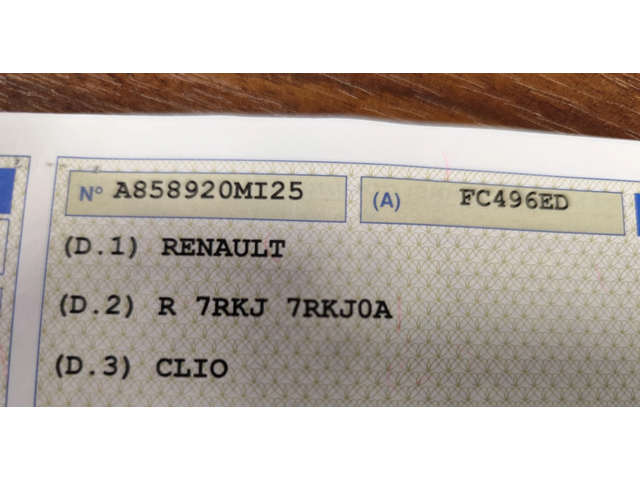 N° A858920MI25 (A) FC496ED
(D.1) RENAULT
(D.2) R 7RKJ 7RKJ0A
(D.3) CLIO